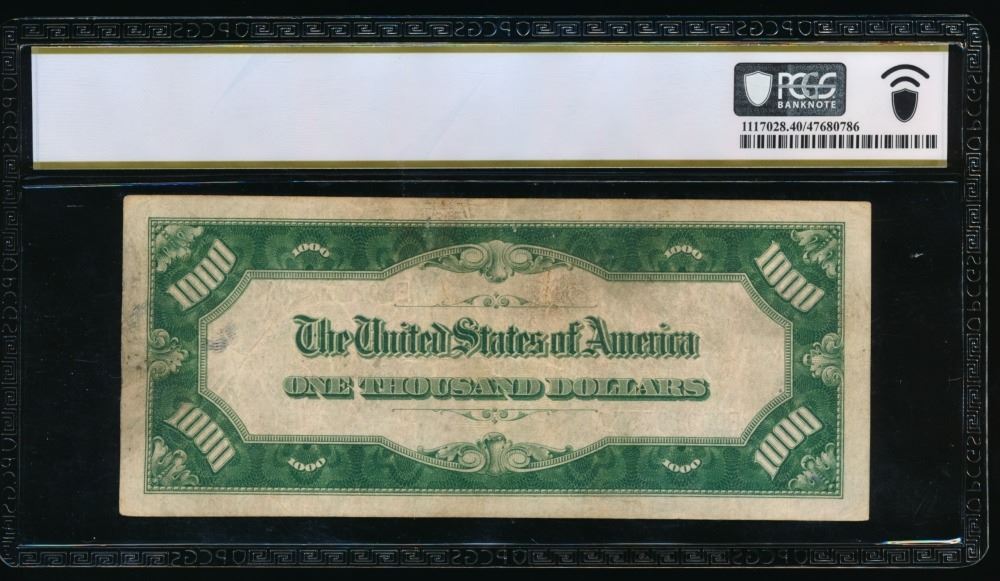 PCGS
BANKNOTE
1117028.40/47680786
1000 1000 1000 1000
The United States of America
ONE THOUSAND DOLLARS
1000 1000 1000 1000